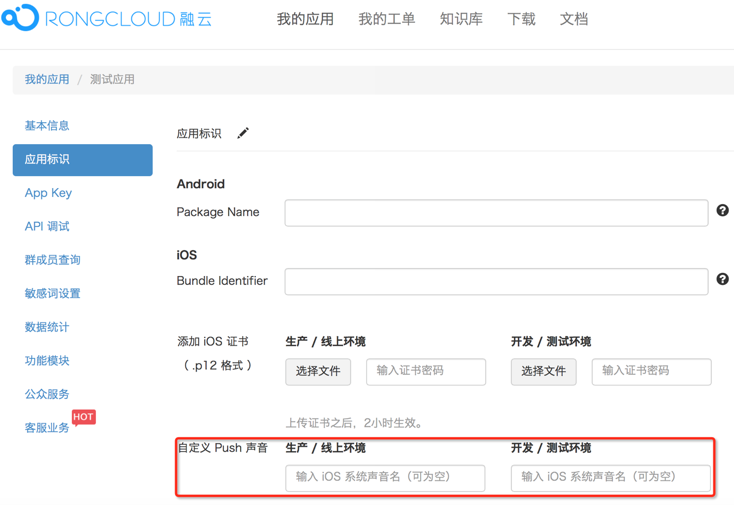 RONGCLOUD 融云 我的应用 我的工单 知识库 下载 文档
我的应用 / 测试应用
基本信息
应用标识
App Key
API 调试
群成员查询
敏感词设置
数据统计
功能模块
公众服务
客服业务 HOT
应用标识
Android
Package Name
iOS
Bundle Identifier
添加 iOS 证书 生产 / 线上环境 开发 / 测试环境
（ .p12 格式 ） 选择文件 输入证书密码 选择文件 输入证书密码
上传证书之后，2小时生效。
自定义 Push 声音 生产 / 线上环境 开发 / 测试环境
输入 iOS 系统声音名（可为空） 输入 iOS 系统声音名（可为空）